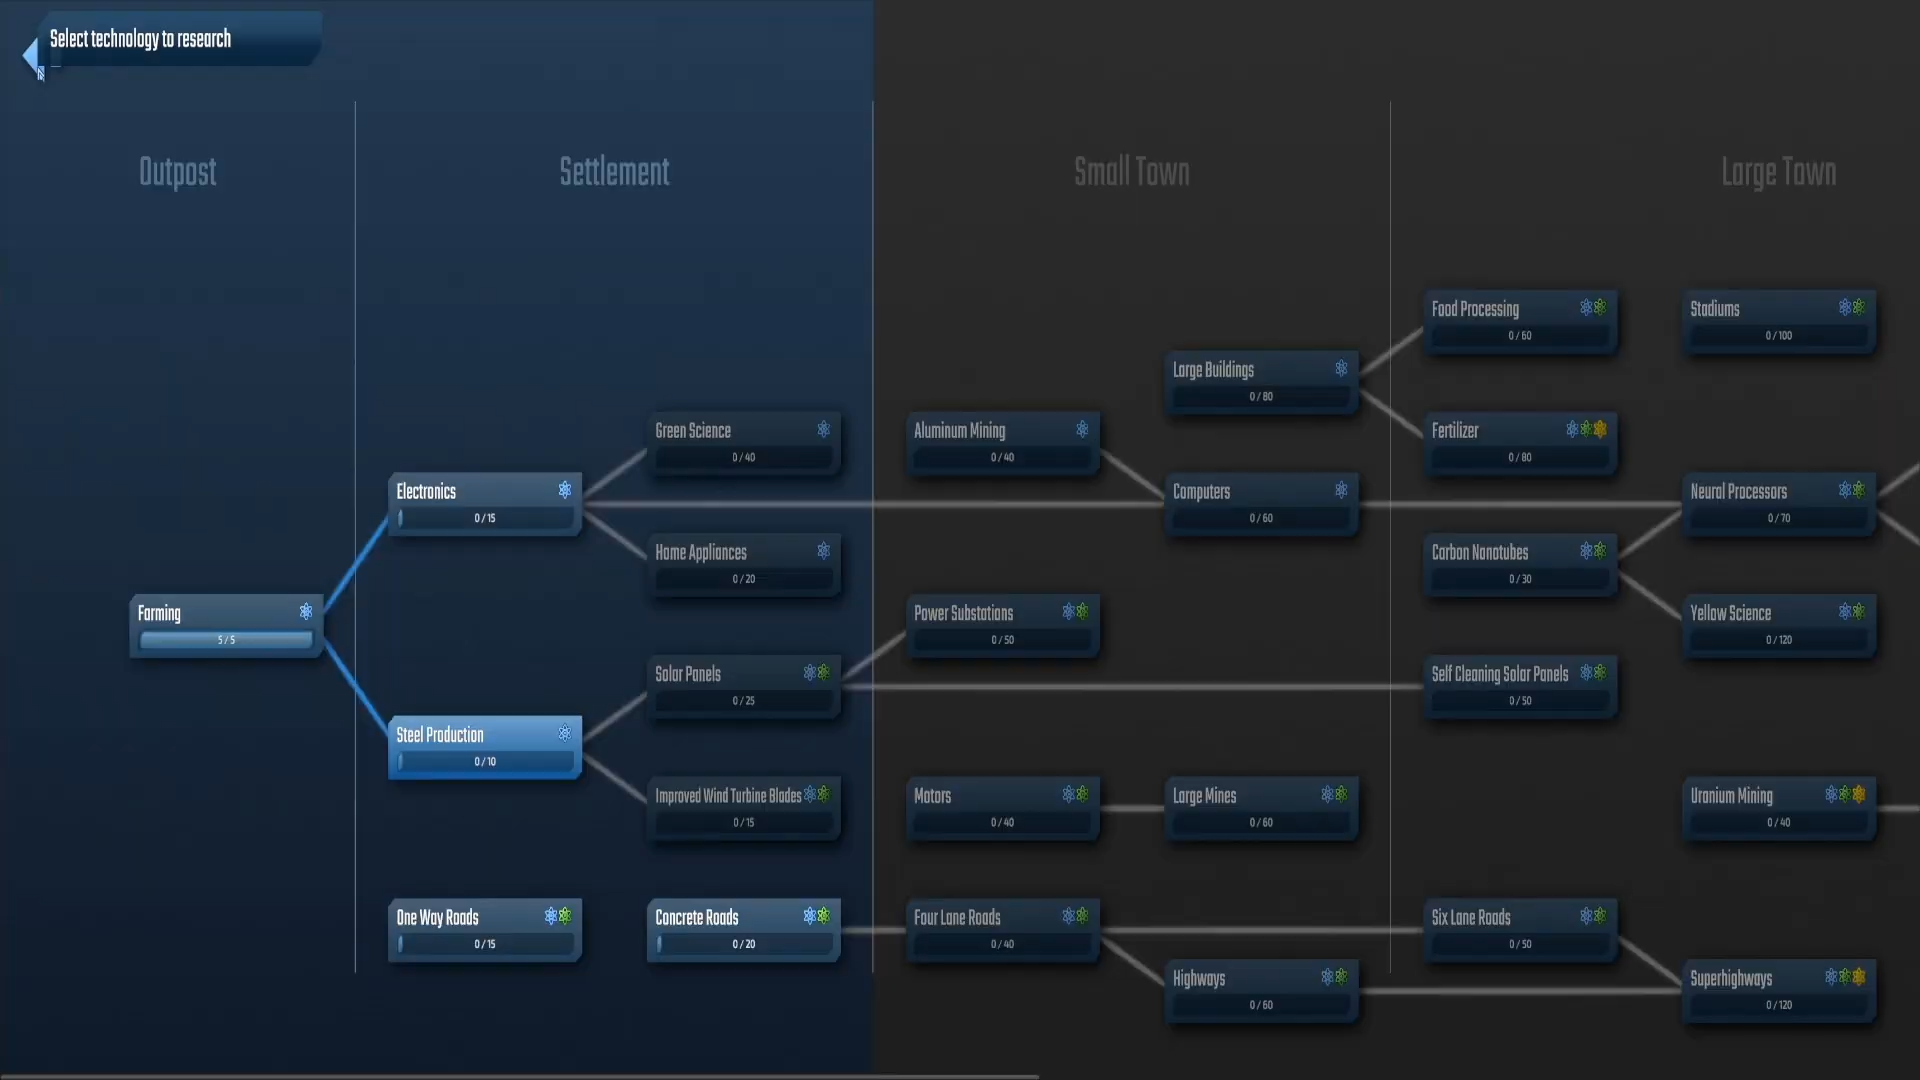 Select technology to research
Outpost
Settlement
Small Town
Large Town
Farming
5 / 5
Electronics
0 / 15
Steel Production
0 / 10
One Way Roads
0 / 15
Green Science
0 / 40
Home Appliances
0 / 20
Solar Panels
0 / 25
Improved Wind Turbine Blades
0 / 15
Concrete Roads
0 / 20
Aluminum Mining
0 / 40
Power Substations
0 / 50
Motors
0 / 40
Four Lane Roads
0 / 40
Large Buildings
0 / 80
Computers
0 / 60
Large Mines
0 / 60
Highways
0 / 60
Food Processing
0 / 60
Fertilizer
0 / 80
Carbon Nanotubes
0 / 30
Self Cleaning Solar Panels
0 / 50
Six Lane Roads
0 / 50
Stadiums
0 / 100
Neural Processors
0 / 70
Yellow Science
0 / 120
Uranium Mining
0 / 40
Superhighways
0 / 120